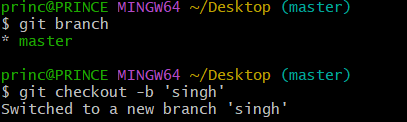 princ@PRINCE MINGW64 ~/Desktop (master)
$ git branch
* master
princ@PRINCE MINGW64 ~/Desktop (master)
$ git checkout -b 'singh'
Switched to a new branch 'singh'